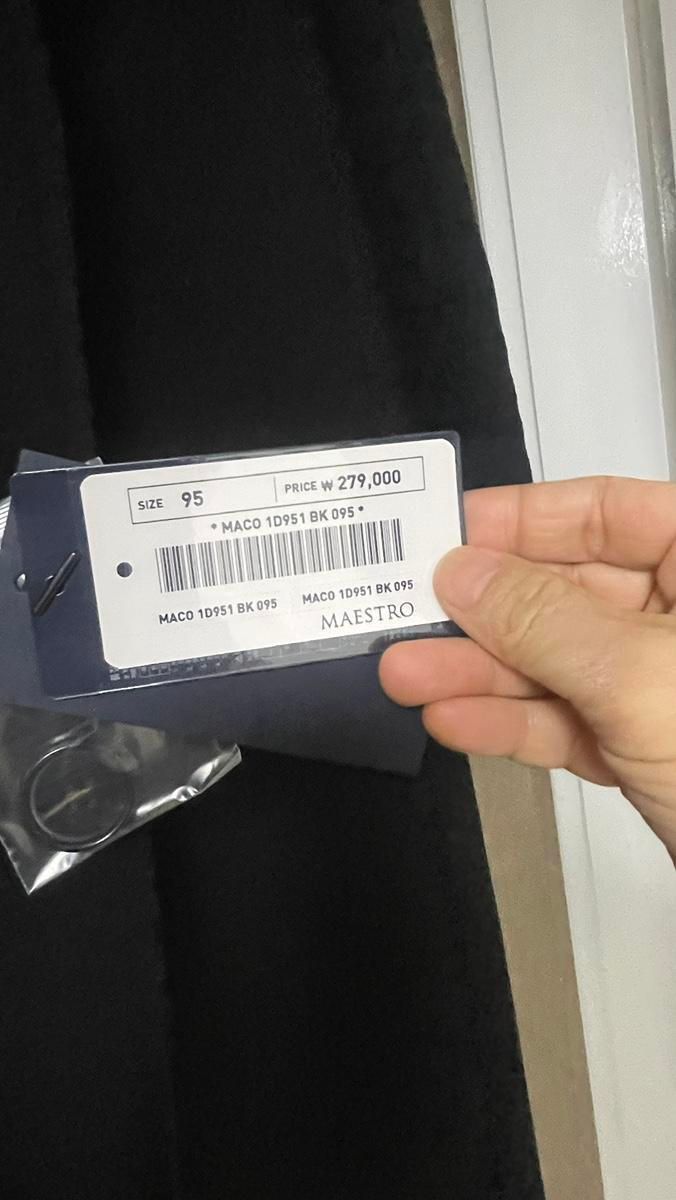 SIZE 95 PRICE ₩ 279,000
* MACO 1D951 BK 095 *
MACO 1D951 BK 095 MACO 1D951 BK 095
MAESTRO